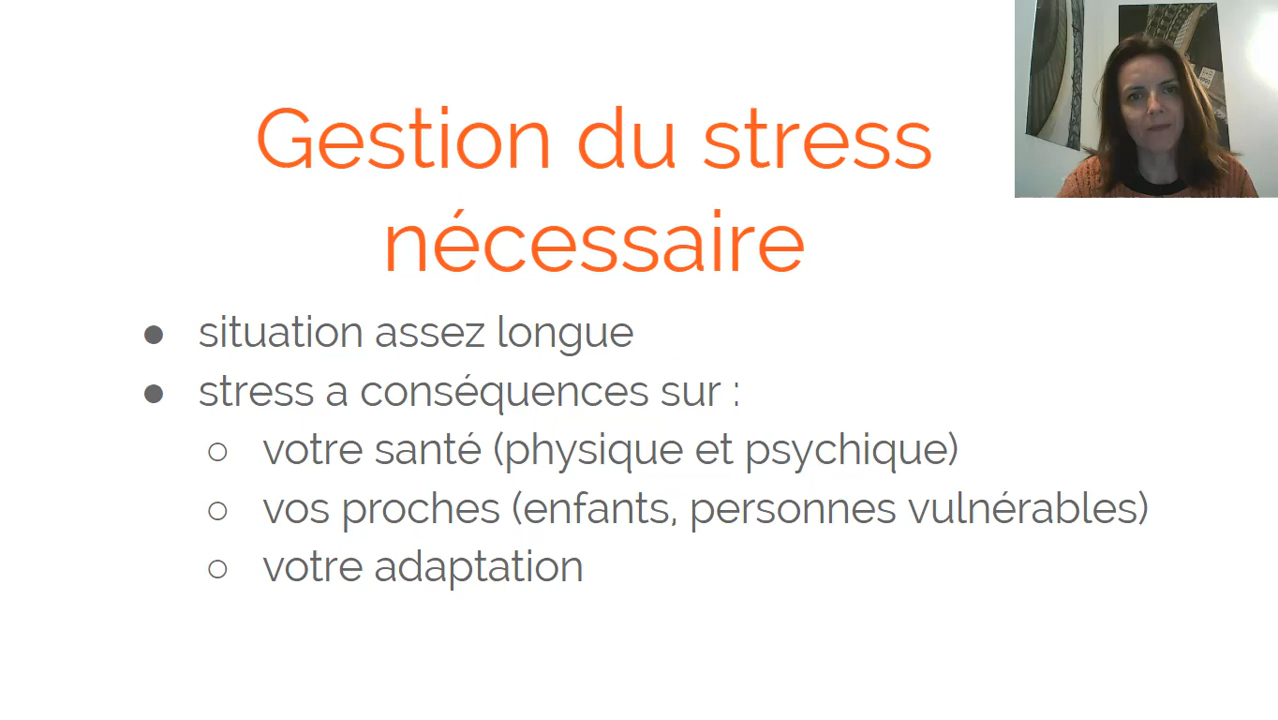 Gestion du stress
nécessaire
● situation assez longue
● stress a conséquences sur :
○ votre santé (physique et psychique)
○ vos proches (enfants, personnes vulnérables)
○ votre adaptation